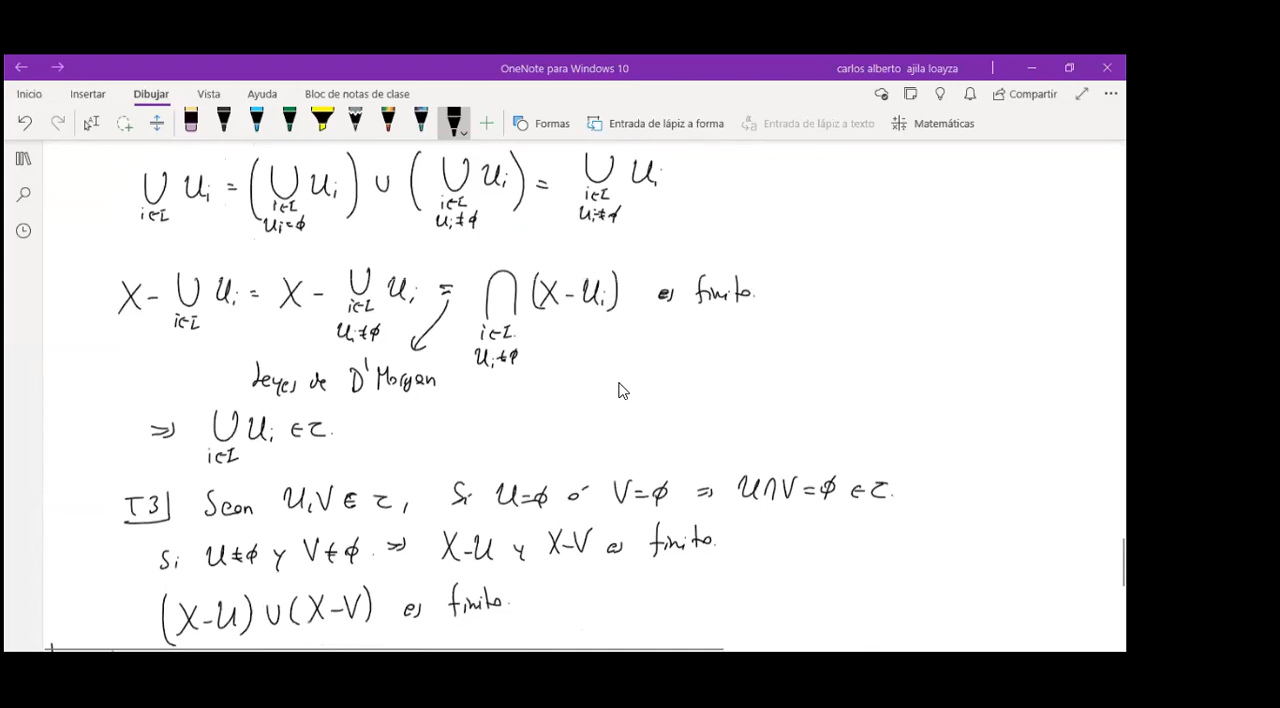 OneNote para Windows 10
carlos alberto ajila loayza
Inicio Insertar Dibujar Vista Ayuda Bloc de notas de clase
Compartir
Formas Entrada de lápiz a forma Entrada de lápiz a texto Matemáticas
⋃_{i∈I} U_i = (⋃_{i∈I, U_i=ϕ} U_i) ∪ (⋃_{i∈I, U_i≠ϕ} U_i) = ⋃_{i∈I, U_i≠ϕ} U_i
X - ⋃_{i∈I} U_i = X - ⋃_{i∈I, U_i≠ϕ} U_i = ⋂_{i∈I, U_i≠ϕ} (X - U_i) es finito.
Leyes de D'Morgan
⇒ ⋃_{i∈I} U_i ∈ τ.
T3] Sean U, V ∈ τ, Si U=ϕ ó V=ϕ ⇒ U∩V=ϕ ∈ τ.
Si U≠ϕ y V≠ϕ. ⇒ X-U y X-V es finito.
(X-U) ∪ (X-V) es finito.